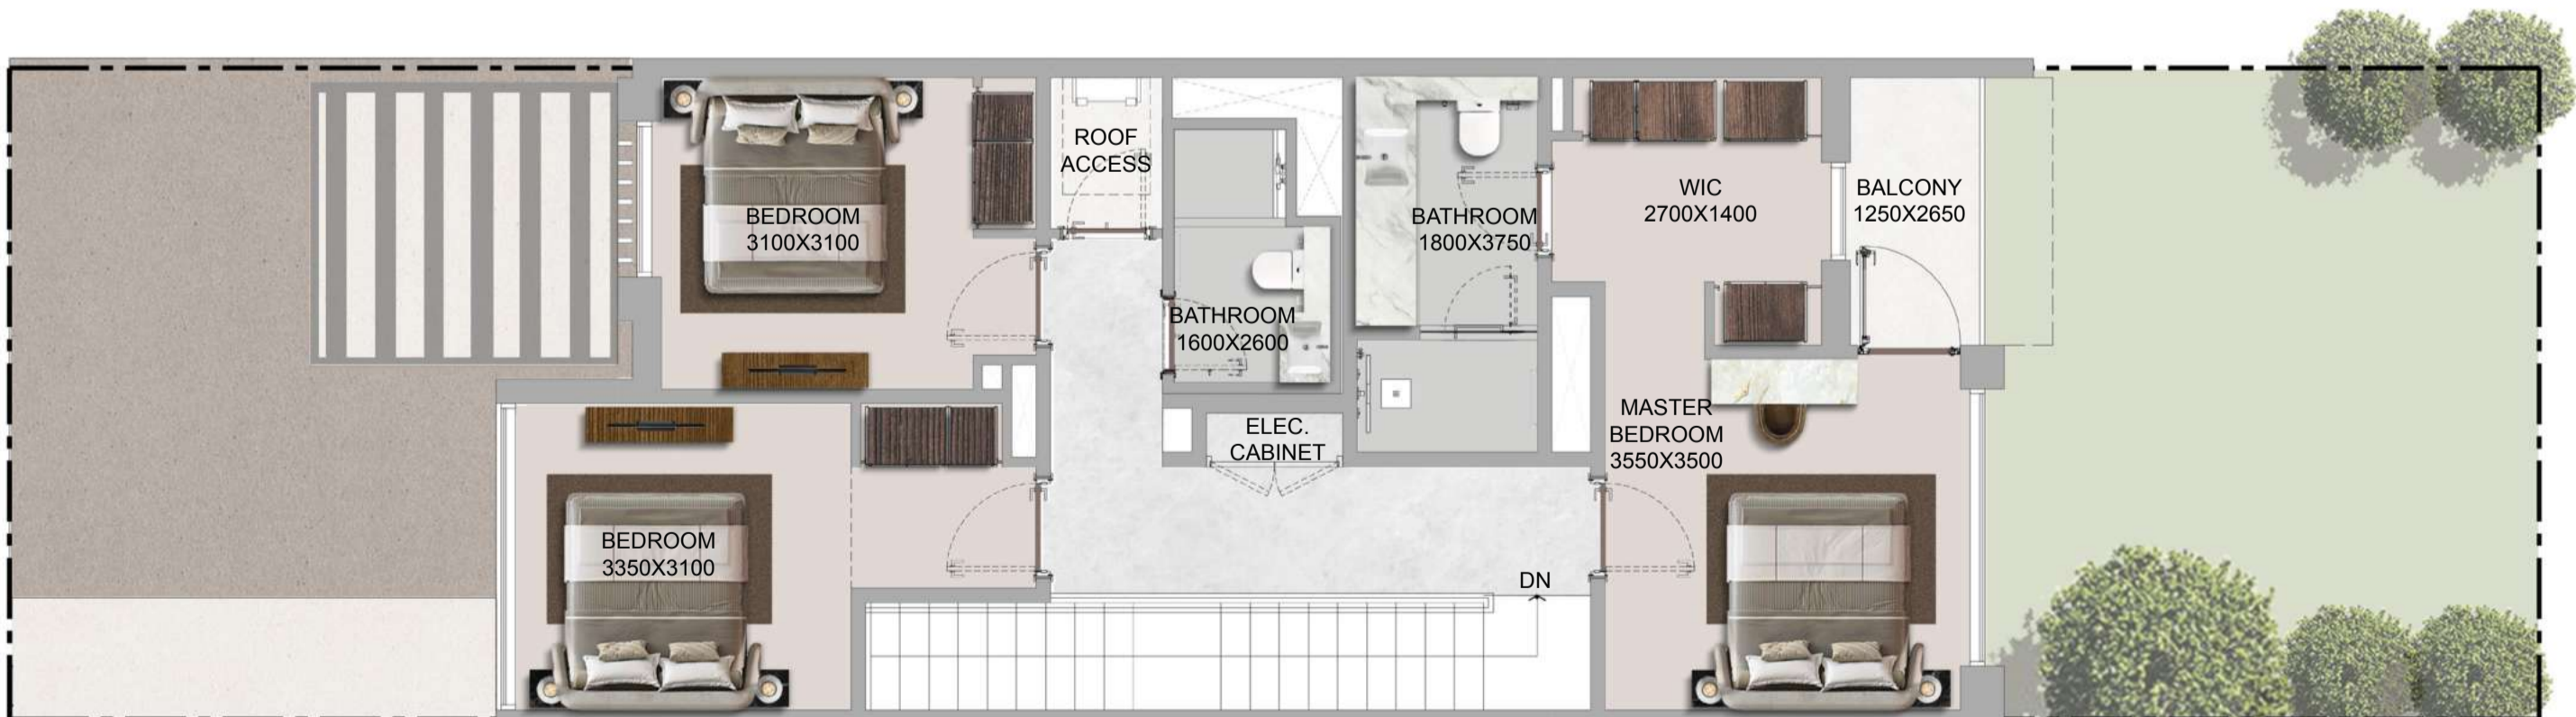 BEDROOM
3100X3100
ROOF
ACCESS
BATHROOM
1600X2600
BATHROOM
1800X3750
WIC
2700X1400
BALCONY
1250X2650
BEDROOM
3350X3100
ELEC.
CABINET
MASTER
BEDROOM
3550X3500
DN